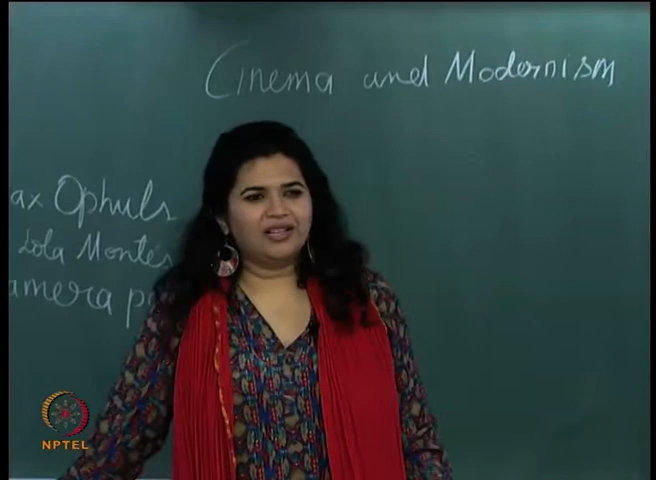 Cinema and Modernism
ax Ophuls
Lola Montès
amera p
NPTEL